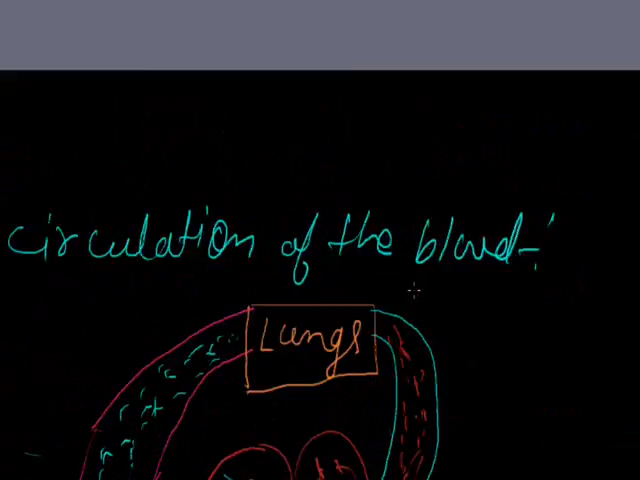 circulation of the blood-:
Lungs